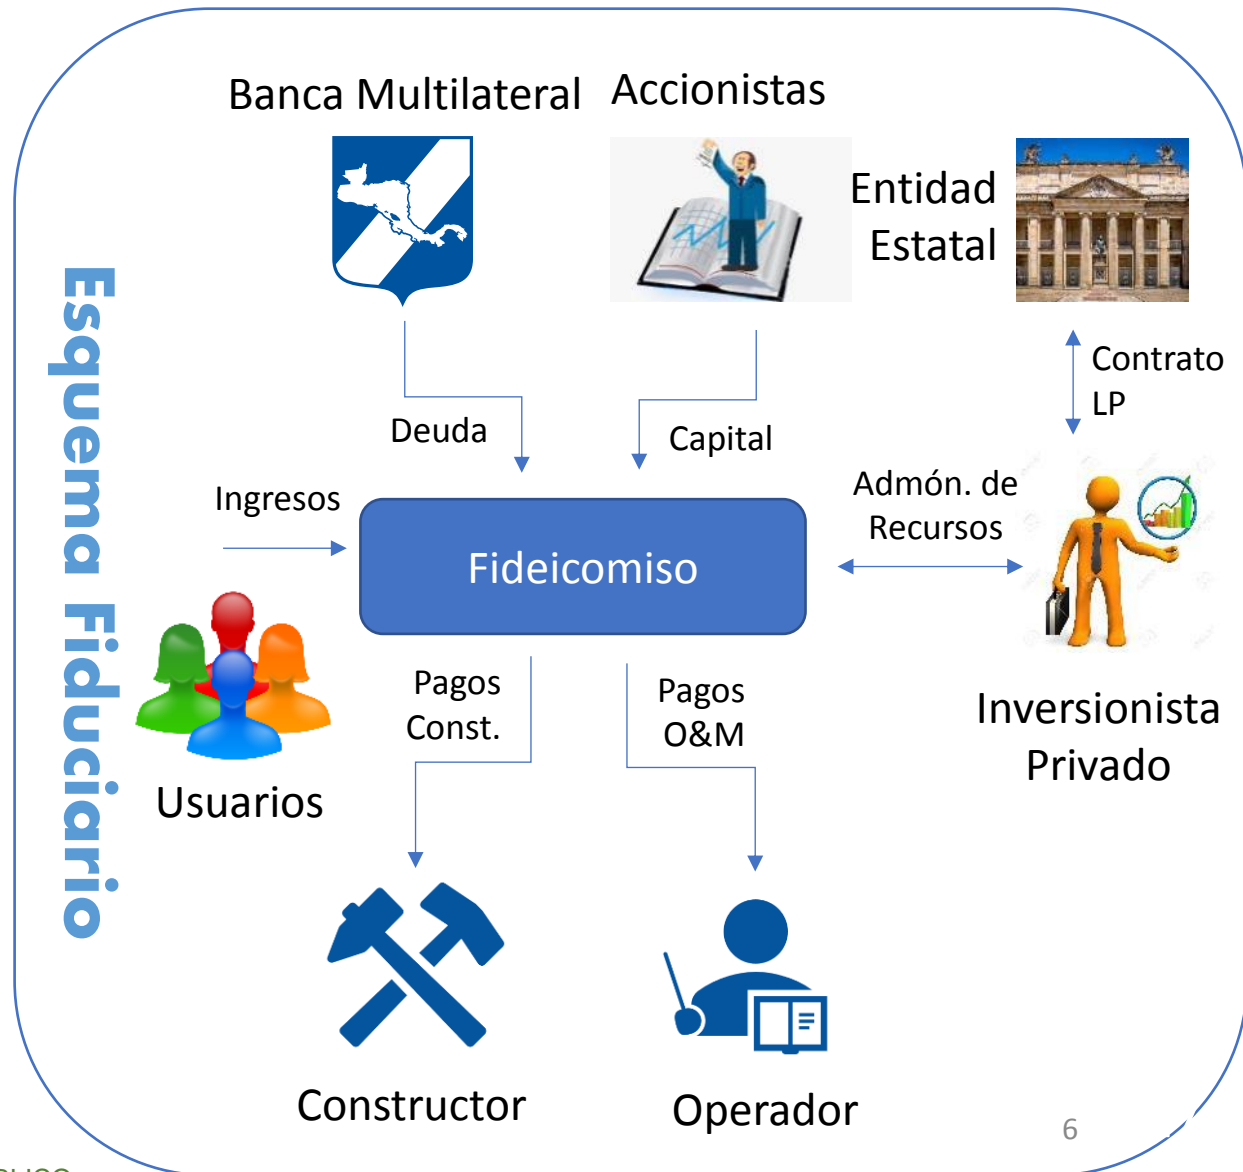 Banca Multilateral
Accionistas
Entidad
Estatal
Contrato
LP
Deuda
Capital
Ingresos
Admón. de
Recursos
Fideicomiso
Esquema Fiduciario
Pagos
Const.
Pagos
O&M
Usuarios
Inversionista
Privado
Constructor
Operador
6